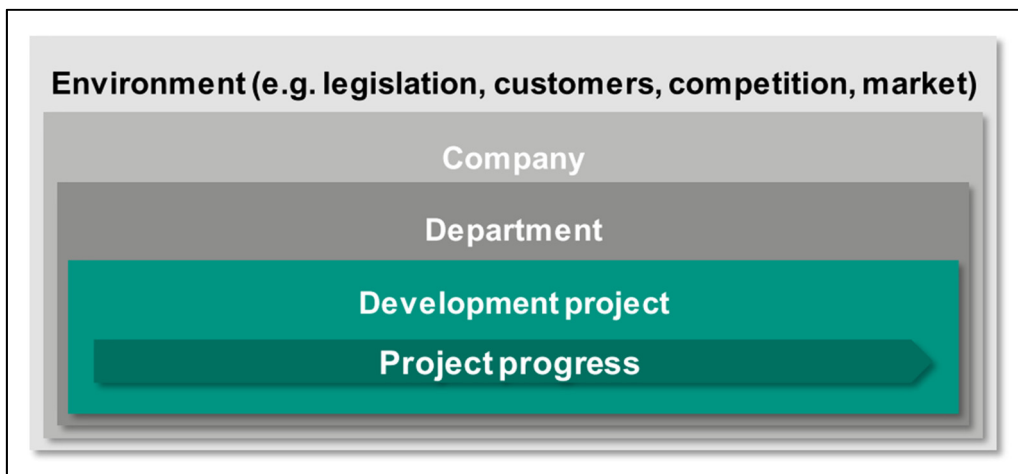 Environment (e.g. legislation, customers, competition, market)
Company
Department
Development project
Project progress